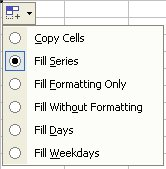 Copy Cells
Fill Series
Fill Formatting Only
Fill Without Formatting
Fill Days
Fill Weekdays